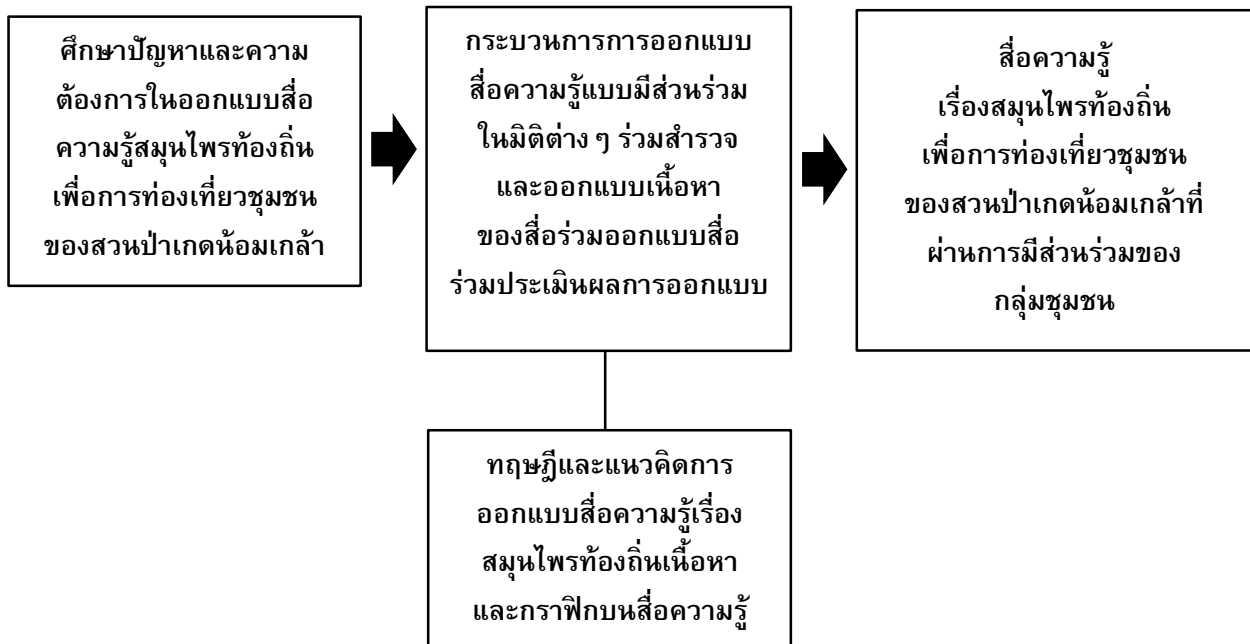 ศึกษาปัญหาและความ
ต้องการในออกแบบสื่อ
ความรู้สมุนไพรท้องถิ่น
เพื่อการท่องเที่ยวชุมชน
ของสวนป่าเกดน้อมเกล้า
กระบวนการการออกแบบ
สื่อความรู้แบบมีส่วนร่วม
ในมิติต่าง ๆ ร่วมสำรวจ
และออกแบบเนื้อหา
ของสื่อร่วมออกแบบสื่อ
ร่วมประเมินผลการออกแบบ
สื่อความรู้
เรื่องสมุนไพรท้องถิ่น
เพื่อการท่องเที่ยวชุมชน
ของสวนป่าเกดน้อมเกล้าที่
ผ่านการมีส่วนร่วมของ
กลุ่มชุมชน
ทฤษฎีและแนวคิดการ
ออกแบบสื่อความรู้เรื่อง
สมุนไพรท้องถิ่นเนื้อหา
และกราฟิกบนสื่อความรู้